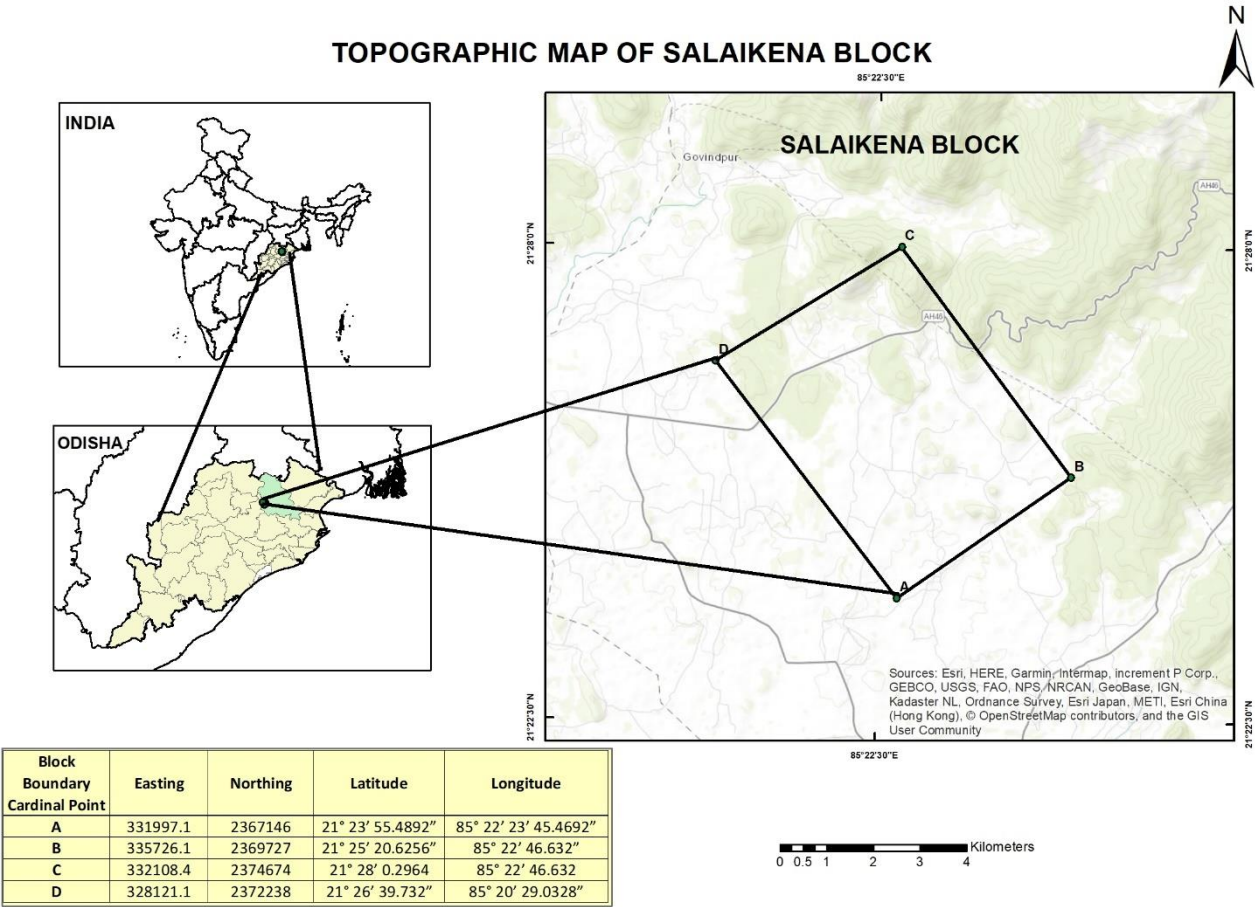 N
TOPOGRAPHIC MAP OF SALAIKENA BLOCK
85°22'30"E
INDIA
SALAIKENA BLOCK
Govindpur
AH46
21°28'0"N
21°28'0"N
C
AH46
D
ODISHA
B
A
Sources: Esri, HERE, Garmin, Intermap, increment P Corp.,
GEBCO, USGS, FAO, NPS, NRCAN, GeoBase, IGN,
Kadaster NL, Ordnance Survey, Esri Japan, METI, Esri China
(Hong Kong), © OpenStreetMap contributors, and the GIS
User Community
21°22'30"N
21°22'30"N
85°22'30"E
Block
Boundary
Cardinal Point Easting Northing Latitude Longitude
A 331997.1 2367146 21° 23′ 55.4892″ 85° 22′ 23′ 45.4692″
B 335726.1 2369727 21° 25′ 20.6256″ 85° 22′ 46.632″
C 332108.4 2374674 21° 28′ 0.2964 85° 22′ 46.632
D 328121.1 2372238 21° 26′ 39.732″ 85° 20′ 29.0328″
Kilometers
0 0.5 1 2 3 4